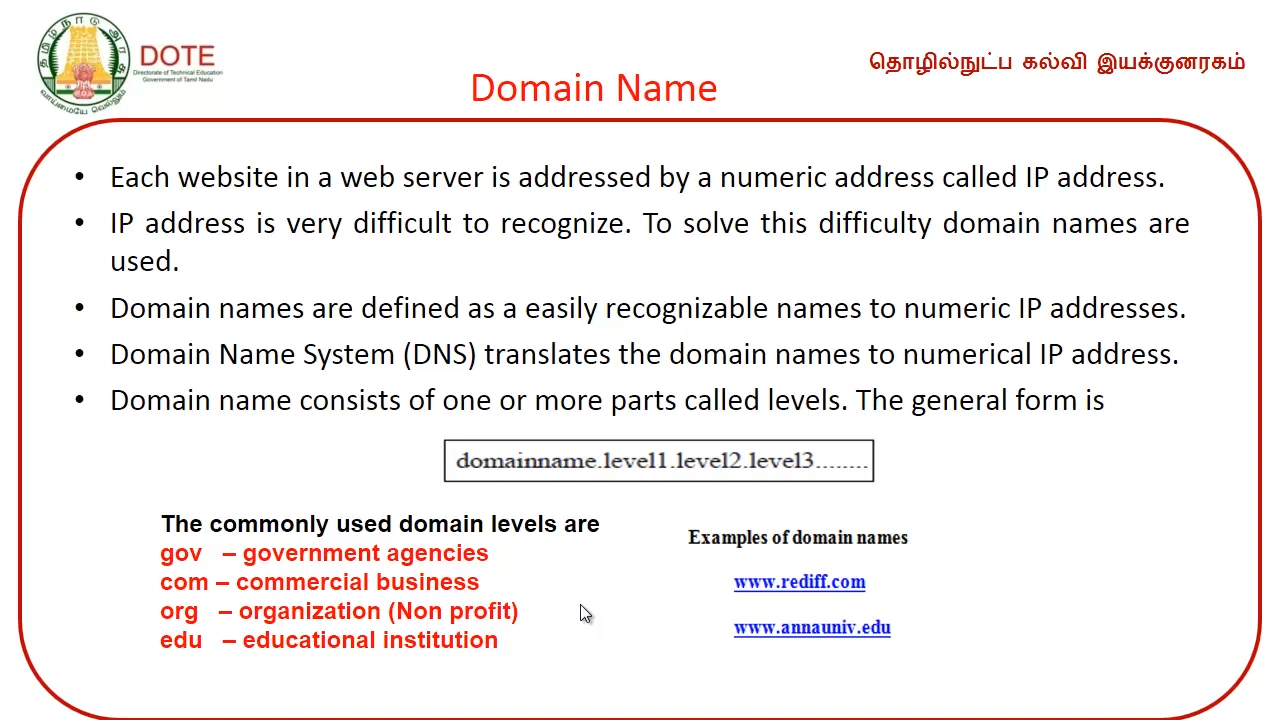 தமிழ்நாடு அரசு
வாய்மையே வெல்லும்
DOTE
Directorate of Technical Education
Government of Tamil Nadu
தொழில்நுட்ப கல்வி இயக்குனரகம்
Domain Name
• Each website in a web server is addressed by a numeric address called IP address.
• IP address is very difficult to recognize. To solve this difficulty domain names are
used.
• Domain names are defined as a easily recognizable names to numeric IP addresses.
• Domain Name System (DNS) translates the domain names to numerical IP address.
• Domain name consists of one or more parts called levels. The general form is
domainname.level1.level2.level3........
The commonly used domain levels are
gov – government agencies
com – commercial business
org – organization (Non profit)
edu – educational institution
Examples of domain names
www.rediff.com
www.annauniv.edu